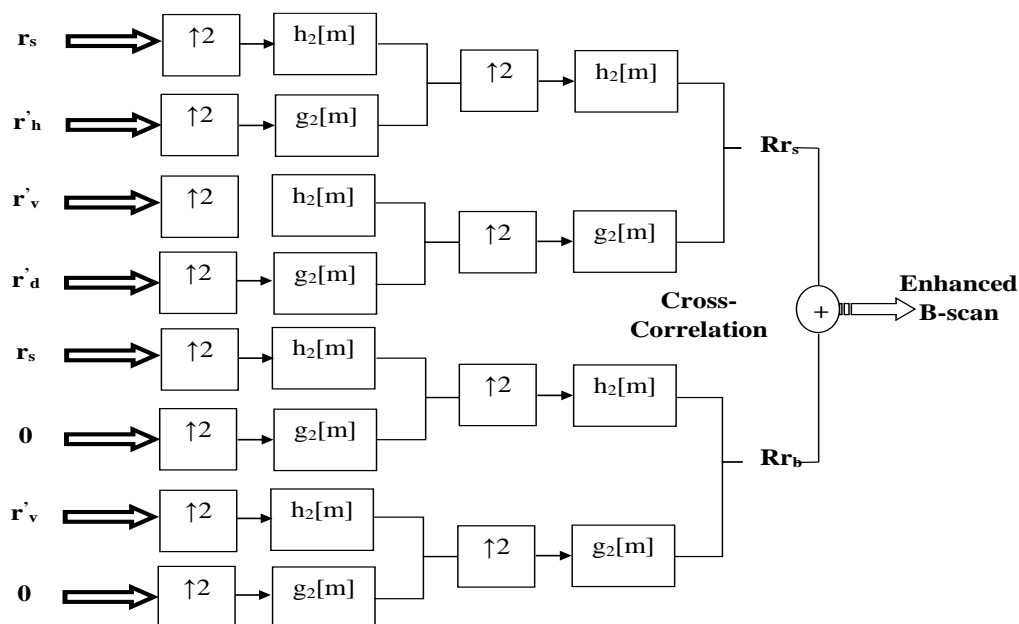 rₛ ↑2 h₂[m]
↑2 h₂[m]
r'ₕ ↑2 g₂[m]
Rrₛ
r'ᵥ ↑2 h₂[m]
↑2 g₂[m]
r'd ↑2 g₂[m]
Cross-
Correlation
+
Enhanced
B-scan
rₛ ↑2 h₂[m]
↑2 h₂[m]
0 ↑2 g₂[m]
Rrb
r'ᵥ ↑2 h₂[m]
↑2 g₂[m]
0 ↑2 g₂[m]